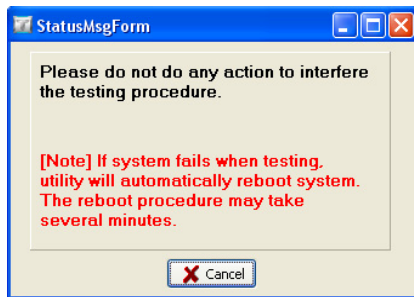 StatusMsgForm
Please do not do any action to interfere
the testing procedure.
[Note] If system fails when testing,
utility will automatically reboot system.
The reboot procedure may take
several minutes.
Cancel